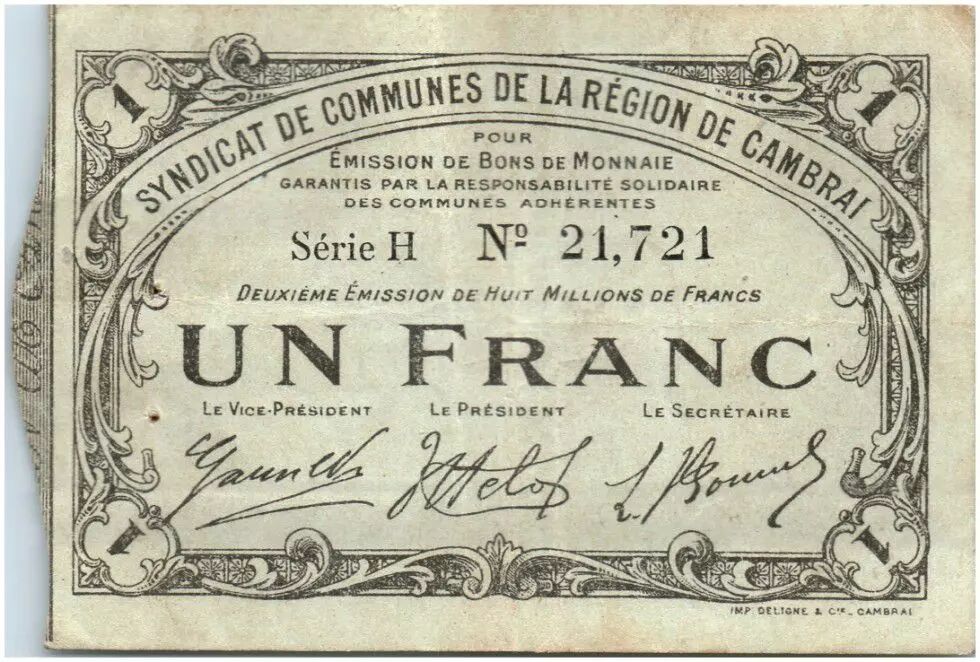 1 1
SYNDICAT DE COMMUNES DE LA RÉGION DE CAMBRAI
POUR
ÉMISSION DE BONS DE MONNAIE
GARANTIS PAR LA RESPONSABILITÉ SOLIDAIRE
DES COMMUNES ADHÉRENTES
Série H Nº 21,721
DEUXIÈME ÉMISSION DE HUIT MILLIONS DE FRANCS
UN FRANC
LE VICE-PRÉSIDENT LE PRÉSIDENT LE SECRÉTAIRE
1 1
IMP. DELIGNE & Cie_ CAMBRAI